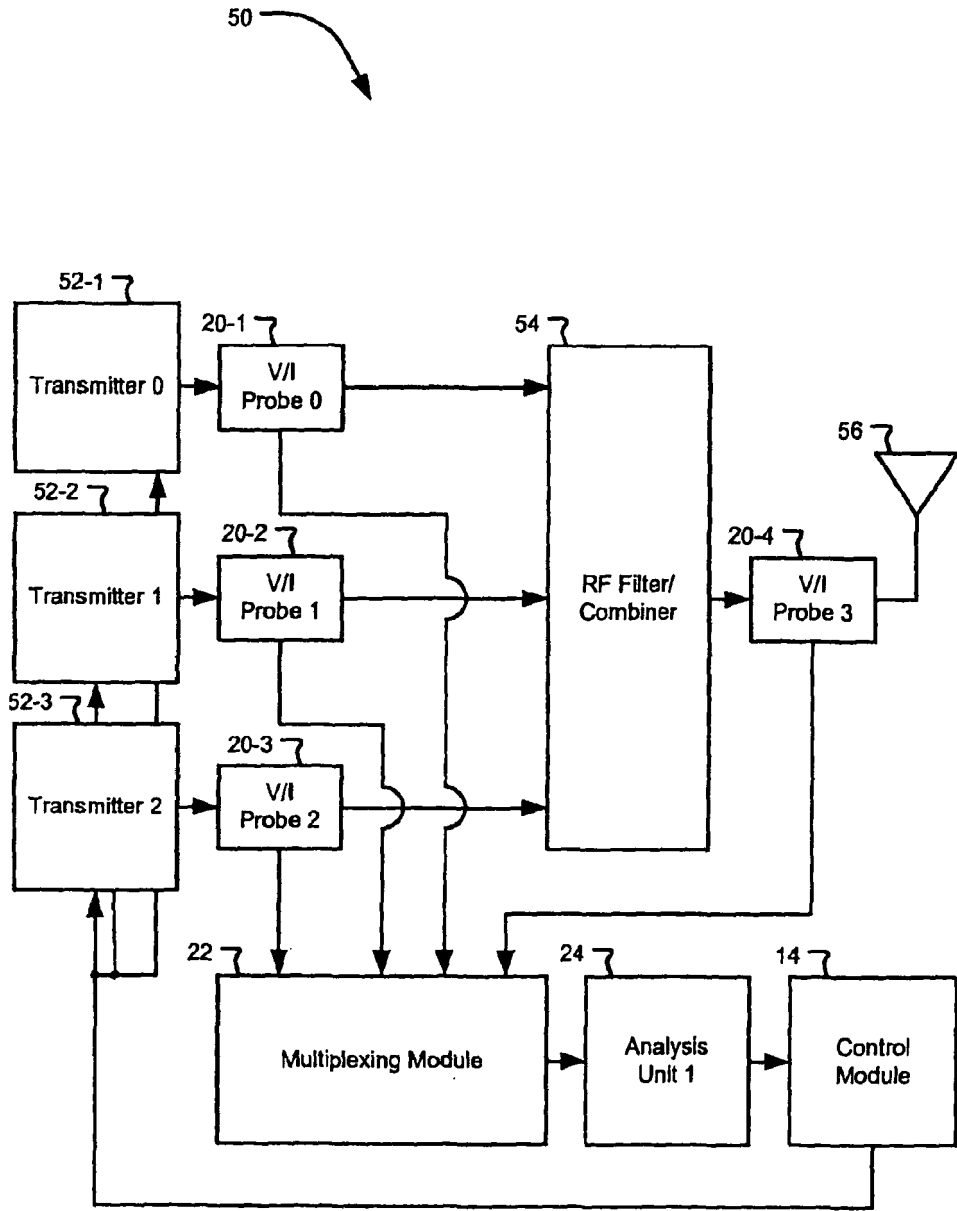 50
52-1
Transmitter 0
20-1
V/I
Probe 0
54
RF Filter/
Combiner
56
52-2
Transmitter 1
20-2
V/I
Probe 1
20-4
V/I
Probe 3
52-3
Transmitter 2
20-3
V/I
Probe 2
22
Multiplexing Module
24
Analysis
Unit 1
14
Control
Module